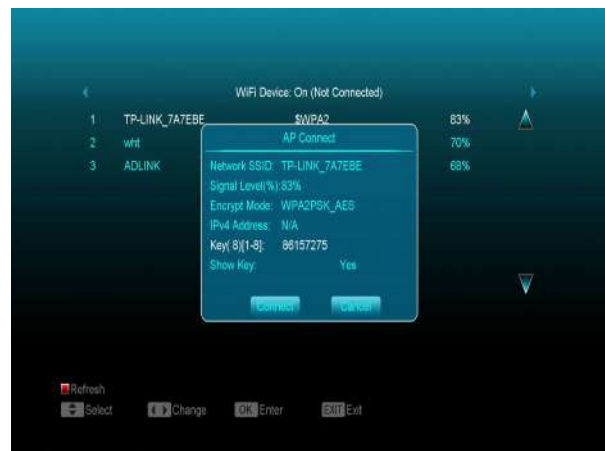 WiFi Device: On (Not Connected)
1 TP-LINK_7A7EBE $WPA2 83%
2 wht 70%
3 ADLINK 68%
AP Connect
Network SSID: TP-LINK_7A7EBE
Signal Level(%):83%
Encrypt Mode: WPA2PSK_AES
IPv4 Address: N/A
Key( 8)[1-8]: 86157275
Show Key: Yes
Connect Cancel
Refresh
Select Change OK Enter EXIT Exit